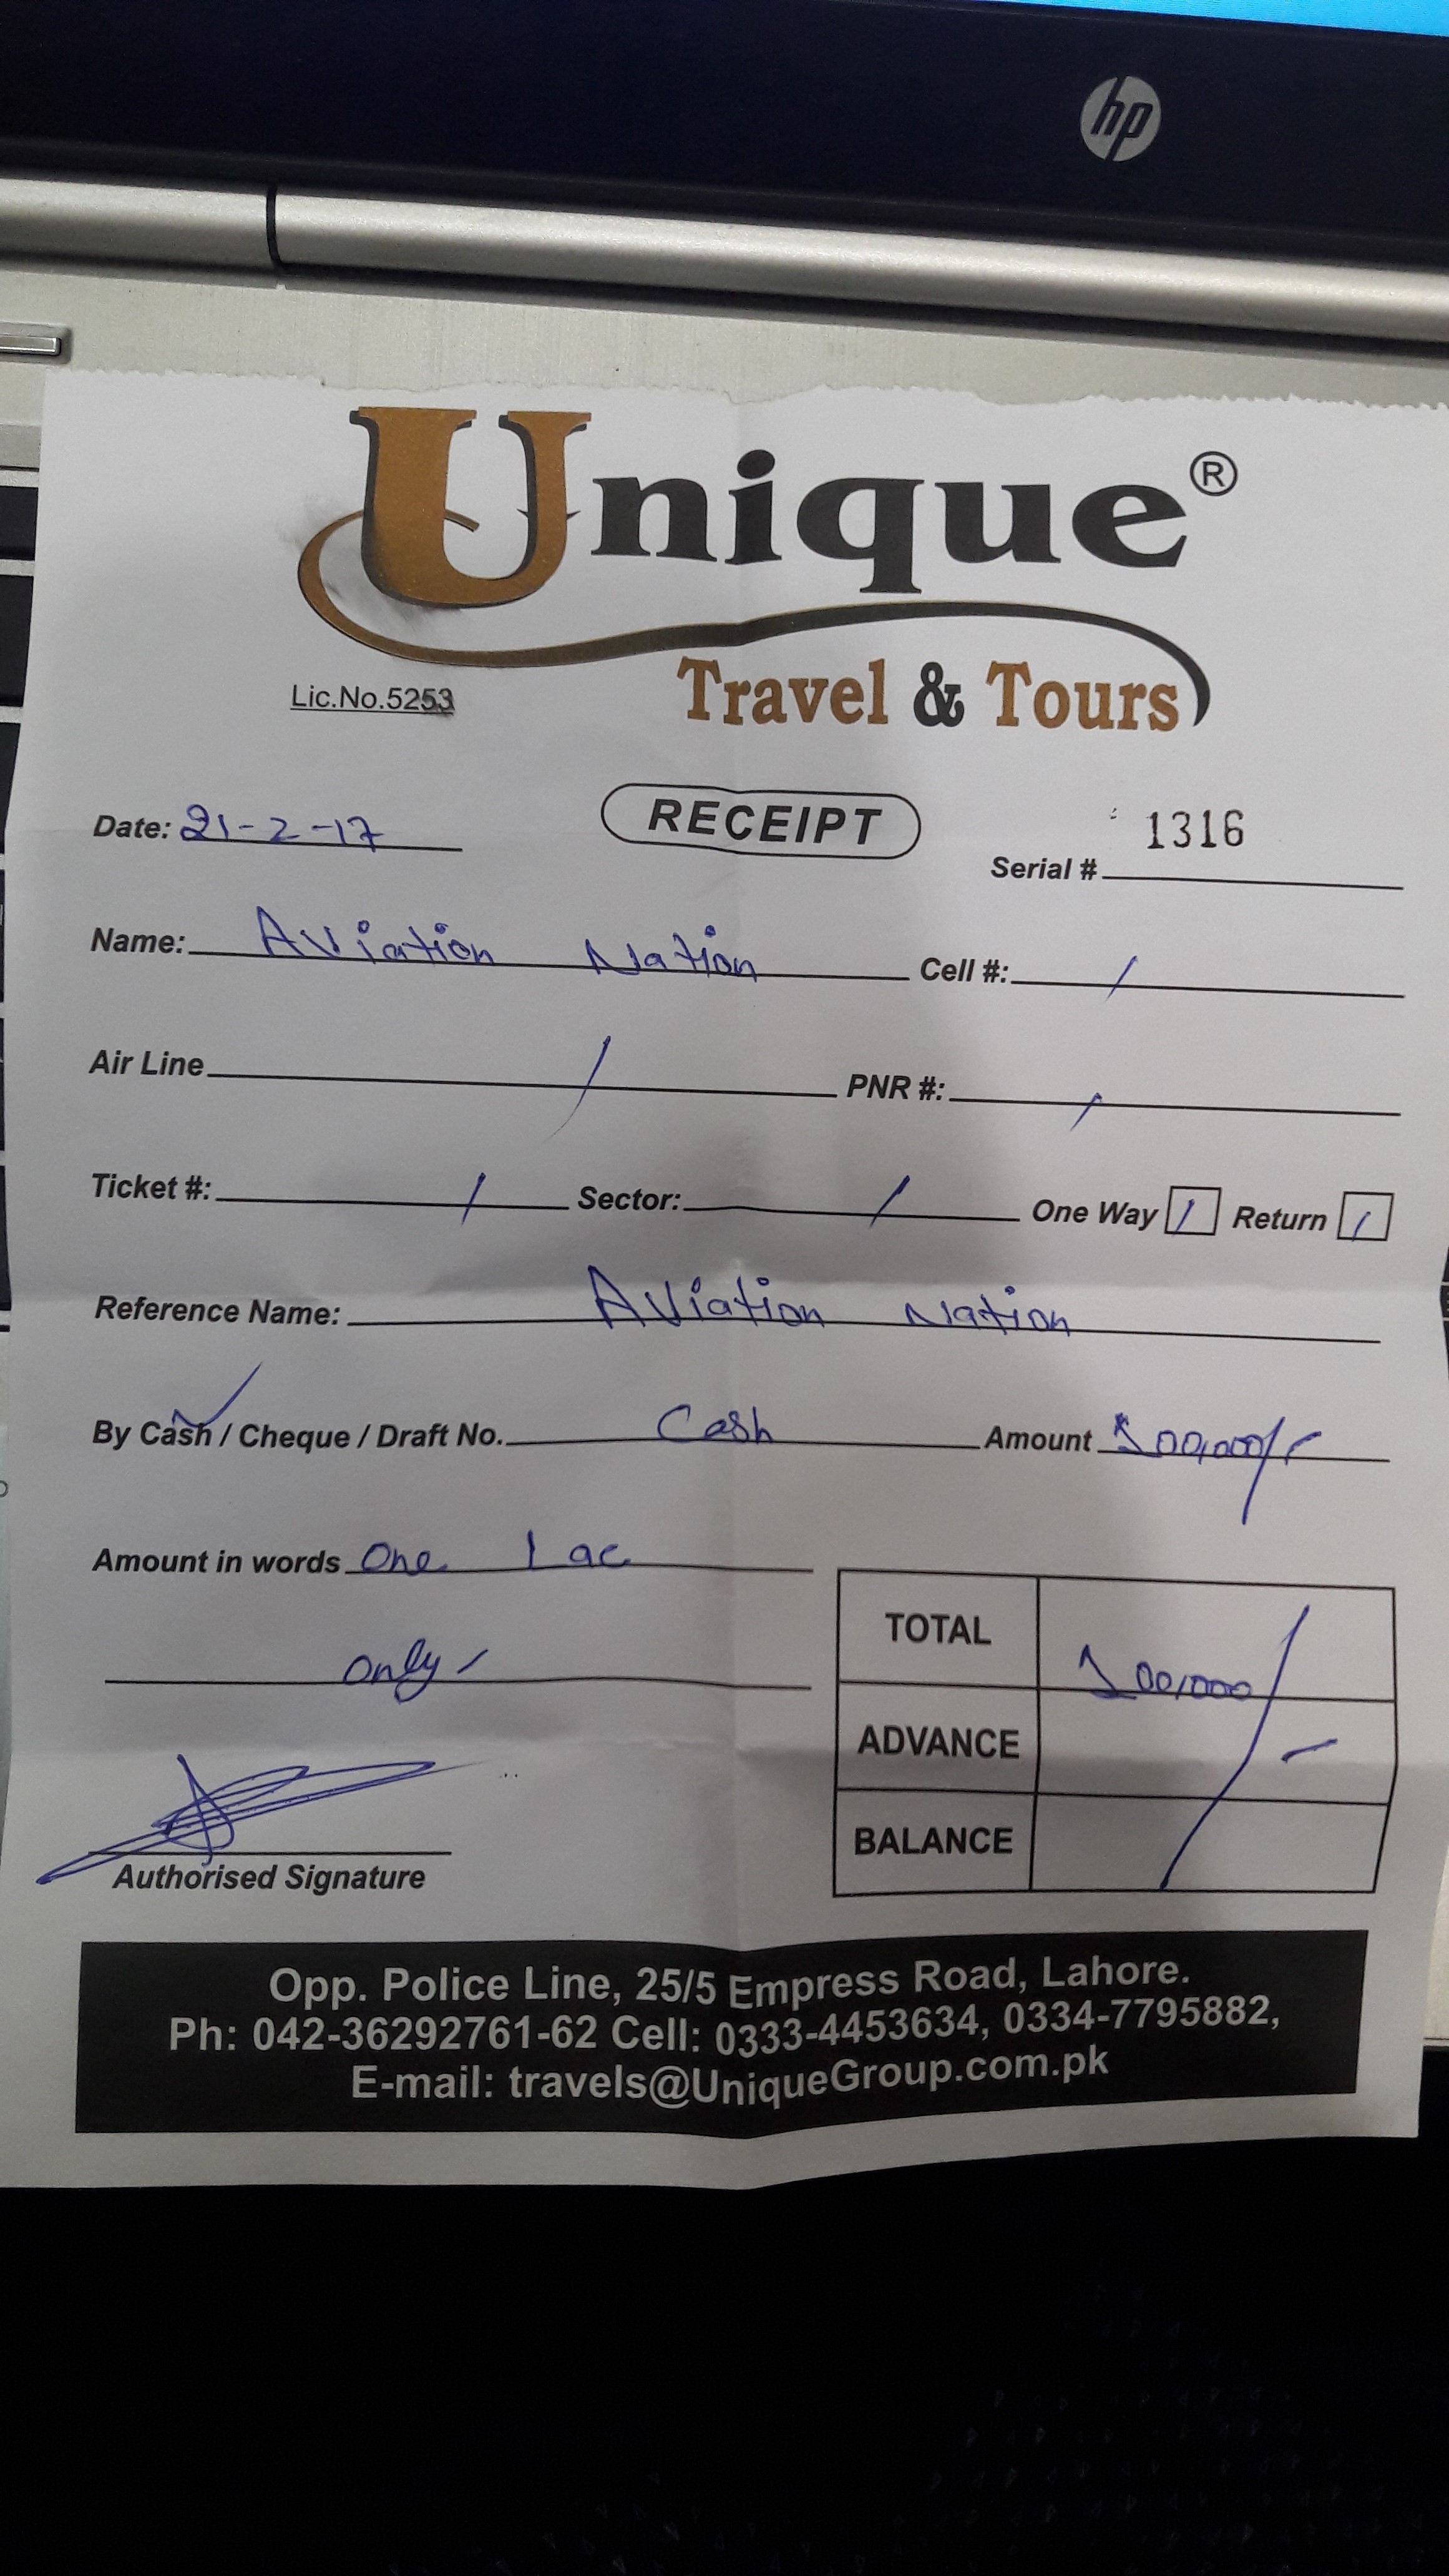 hp
Unique®
Travel & Tours
Lic.No.5253
Date: 21-2-17 RECEIPT Serial # 1316
Name: Aviation Nation Cell #: /
Air Line / PNR #: /
Ticket #: / Sector: / One Way / Return /
Reference Name: Aviation Nation
By Cash / Cheque / Draft No. Cash Amount 100,000/-
Amount in words One Lac
only
TOTAL 100,000/-
ADVANCE
BALANCE
Authorised Signature
Opp. Police Line, 25/5 Empress Road, Lahore.
Ph: 042-36292761-62 Cell: 0333-4453634, 0334-7795882,
E-mail: travels@UniqueGroup.com.pk